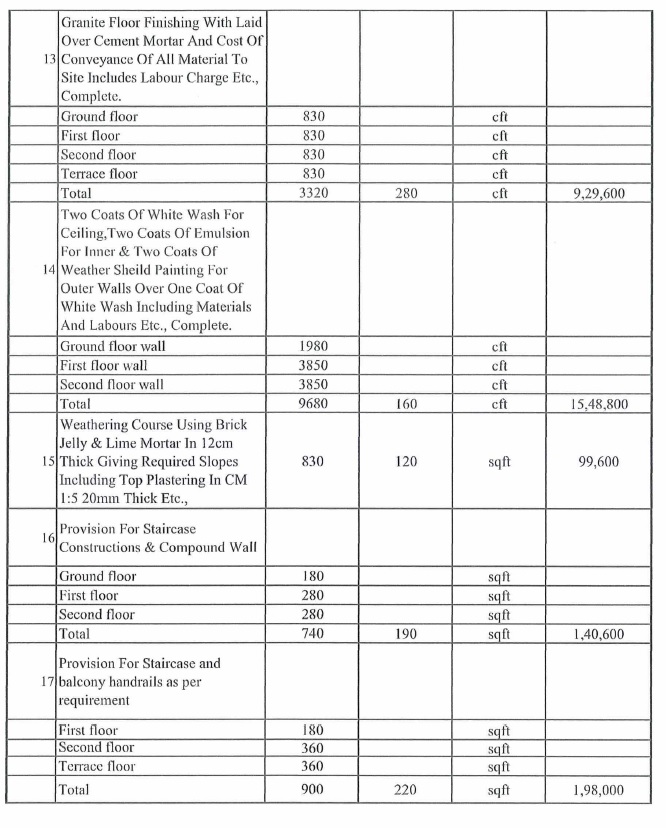 Granite Floor Finishing With Laid
Over Cement Mortar And Cost Of
13 Conveyance Of All Material To
Site Includes Labour Charge Etc.,
Complete.
Ground floor 830 cft
First floor 830 cft
Second floor 830 cft
Terrace floor 830 cft
Total 3320 280 cft 9,29,600
Two Coats Of White Wash For
Ceiling,Two Coats Of Emulsion
For Inner & Two Coats Of
14 Weather Sheild Painting For
Outer Walls Over One Coat Of
White Wash Including Materials
And Labours Etc., Complete.
Ground floor wall 1980 cft
First floor wall 3850 cft
Second floor wall 3850 cft
Total 9680 160 cft 15,48,800
Weathering Course Using Brick
Jelly & Lime Mortar In 12cm
15 Thick Giving Required Slopes 830 120 sqft 99,600
Including Top Plastering In CM
1:5 20mm Thick Etc.,
16 Provision For Staircase
Constructions & Compound Wall
Ground floor 180 sqft
First floor 280 sqft
Second floor 280 sqft
Total 740 190 sqft 1,40,600
Provision For Staircase and
17 balcony handrails as per
requirement
First floor 180 sqft
Second floor 360 sqft
Terrace floor 360 sqft
Total 900 220 sqft 1,98,000